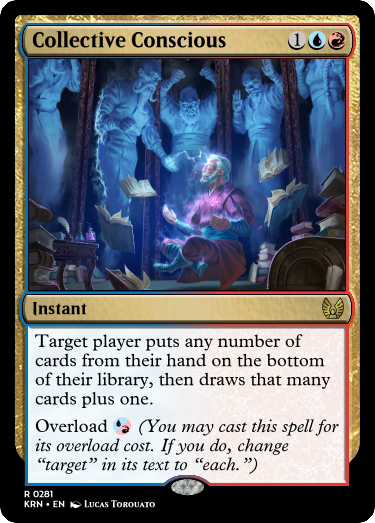 Collective Conscious 1
Instant
Target player puts any number of
cards from their hand on the bottom
of their library, then draws that many
cards plus one.
Overload (You may cast this spell for
its overload cost. If you do, change
“target” in its text to “each.”)
R 0281
KRN • EN Lucas Torquato